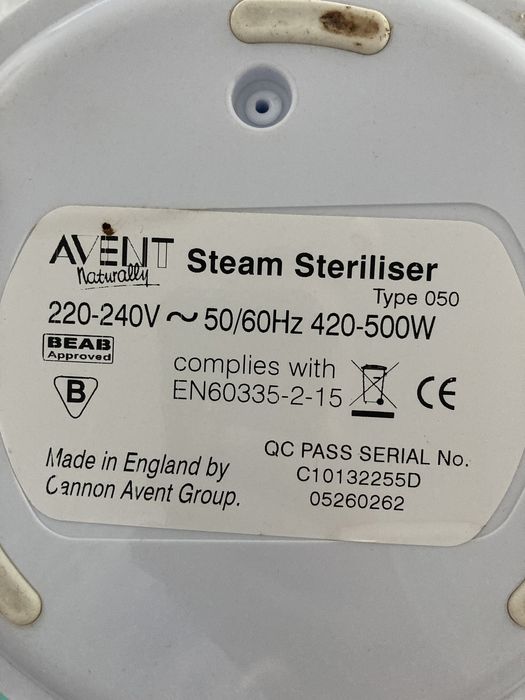 AVENT
Naturally
Steam Steriliser
Type 050
220-240V ~ 50/60Hz 420-500W
BEAB
Approved
B
complies with
EN60335-2-15
CE
Made in England by
Cannon Avent Group.
QC PASS SERIAL No.
C10132255D
05260262